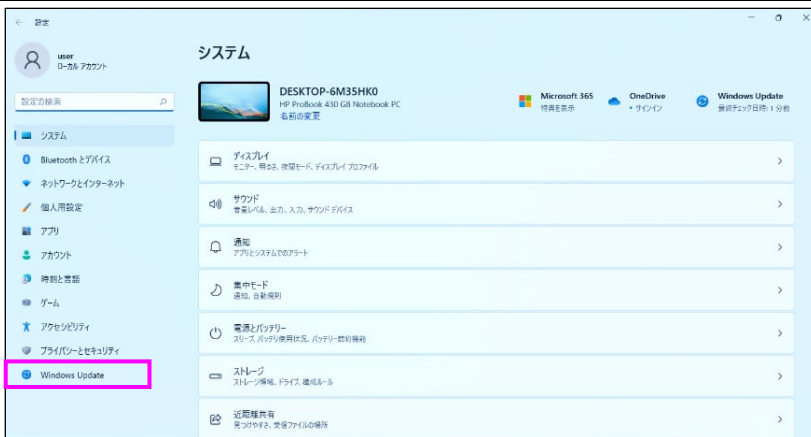 ← 設定
user
ローカル アカウント
設定の検索
システム
Bluetooth とデバイス
ネットワークとインターネット
個人用設定
アプリ
アカウント
時刻と言語
ゲーム
アクセシビリティ
プライバシーとセキュリティ
Windows Update
システム
DESKTOP-6M35HK0
HP ProBook 430 G8 Notebook PC
名前の変更
Microsoft 365
特典を表示
OneDrive
• サインイン
Windows Update
最終チェック日時: 1 分前
ディスプレイ
モニター、明るさ、夜間モード、ディスプレイ プロファイル
サウンド
音量レベル、出力、入力、サウンド デバイス
通知
アプリとシステムでのアラート
集中モード
通知、自動規則
電源とバッテリー
スリープ、バッテリ使用状況、バッテリー節約機能
ストレージ
ストレージ領域、ドライブ、構成ルール
近距離共有
見つけやすさ、受信ファイルの場所